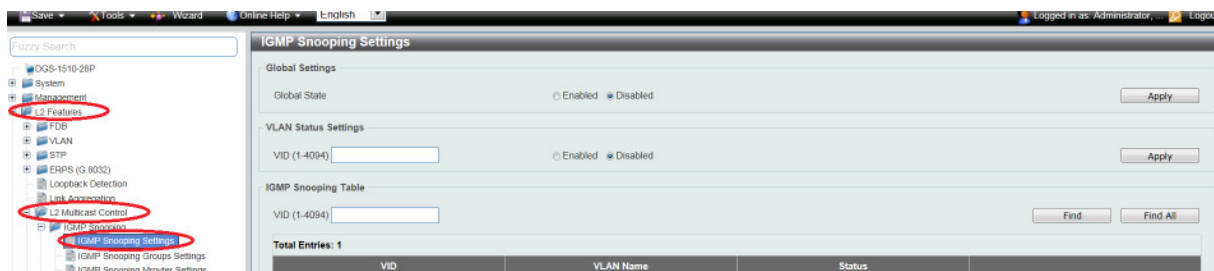 Save Tools Wizard Online Help English Logged in as: Administrator, ... Logou
Fuzzy Search
DGS-1510-28P
System
Management
L2 Features
FDB
VLAN
STP
ERPS (G.8032)
Loopback Detection
Link Aggregation
L2 Multicast Control
IGMP Snooping
IGMP Snooping Settings
IGMP Snooping Groups Settings
IGMP Snooping Mrouter Settings
IGMP Snooping Settings
Global Settings
Global State Enabled Disabled Apply
VLAN Status Settings
VID (1-4094) Enabled Disabled Apply
IGMP Snooping Table
VID (1-4094) Find Find All
Total Entries: 1
VID VLAN Name Status